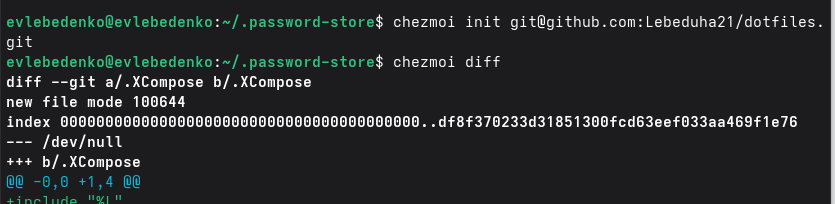 evlebedenko@evlebedenko:~/.password-store$ chezmoi init git@github.com:Lebeduha21/dotfiles.
git
evlebedenko@evlebedenko:~/.password-store$ chezmoi diff
diff --git a/.XCompose b/.XCompose
new file mode 100644
index 0000000000000000000000000000000000000000..df8f370233d31851300fcd63eef033aa469f1e76
--- /dev/null
+++ b/.XCompose
@@ -0,0 +1,4 @@
+include "%L"